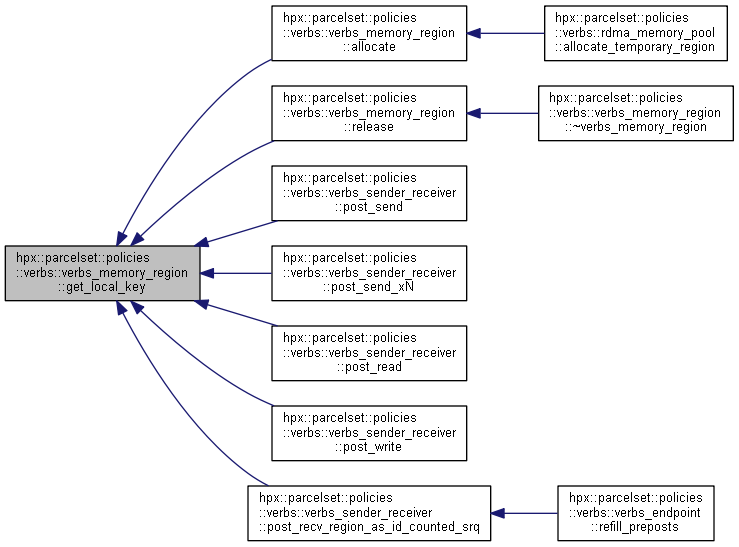 hpx::parcelset::policies
::verbs::verbs_memory_region
::allocate
hpx::parcelset::policies
::verbs::rdma_memory_pool
::allocate_temporary_region
hpx::parcelset::policies
::verbs::verbs_memory_region
::release
hpx::parcelset::policies
::verbs::verbs_memory_region
::~verbs_memory_region
hpx::parcelset::policies
::verbs::verbs_sender_receiver
::post_send
hpx::parcelset::policies
::verbs::verbs_memory_region
::get_local_key
hpx::parcelset::policies
::verbs::verbs_sender_receiver
::post_send_xN
hpx::parcelset::policies
::verbs::verbs_sender_receiver
::post_read
hpx::parcelset::policies
::verbs::verbs_sender_receiver
::post_write
hpx::parcelset::policies
::verbs::verbs_sender_receiver
::post_recv_region_as_id_counted_srq
hpx::parcelset::policies
::verbs::verbs_endpoint
::refill_preposts